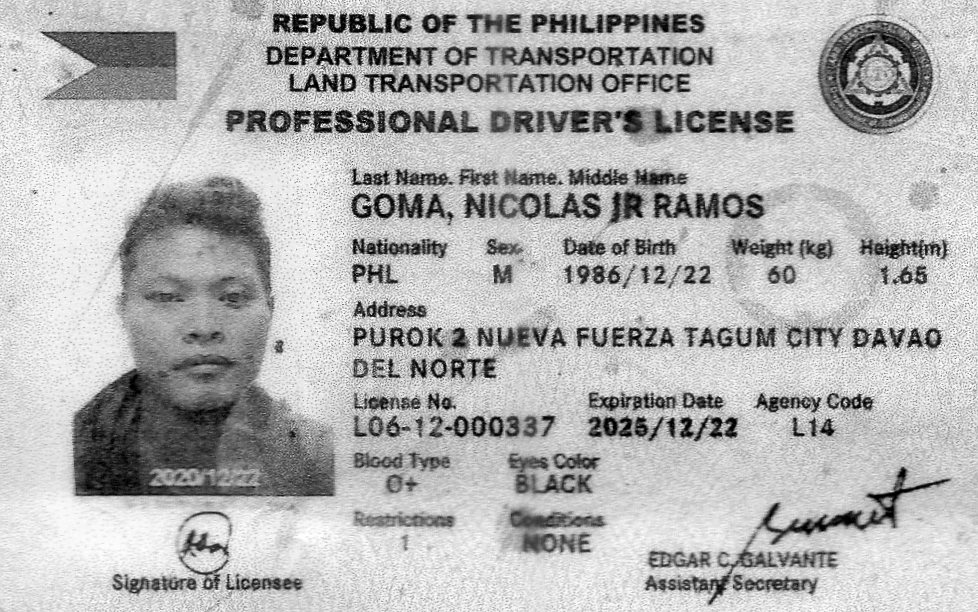 REPUBLIC OF THE PHILIPPINES
DEPARTMENT OF TRANSPORTATION
LAND TRANSPORTATION OFFICE
PROFESSIONAL DRIVER'S LICENSE
Last Name. First Name. Middle Name
GOMA, NICOLAS JR RAMOS
Nationality Sex Date of Birth Weight (kg) Height(m)
PHL M 1986/12/22 60 1.65
Address
PUROK 2 NUEVA FUERZA TAGUM CITY DAVAO
DEL NORTE
License No. Expiration Date Agency Code
L06-12-000337 2025/12/22 L14
Blood Type Eyes Color
O+ BLACK
Restrictions Conditions
1 NONE
2020/12/22
EDGAR C. GALVANTE
Assistant Secretary
Signature of Licensee